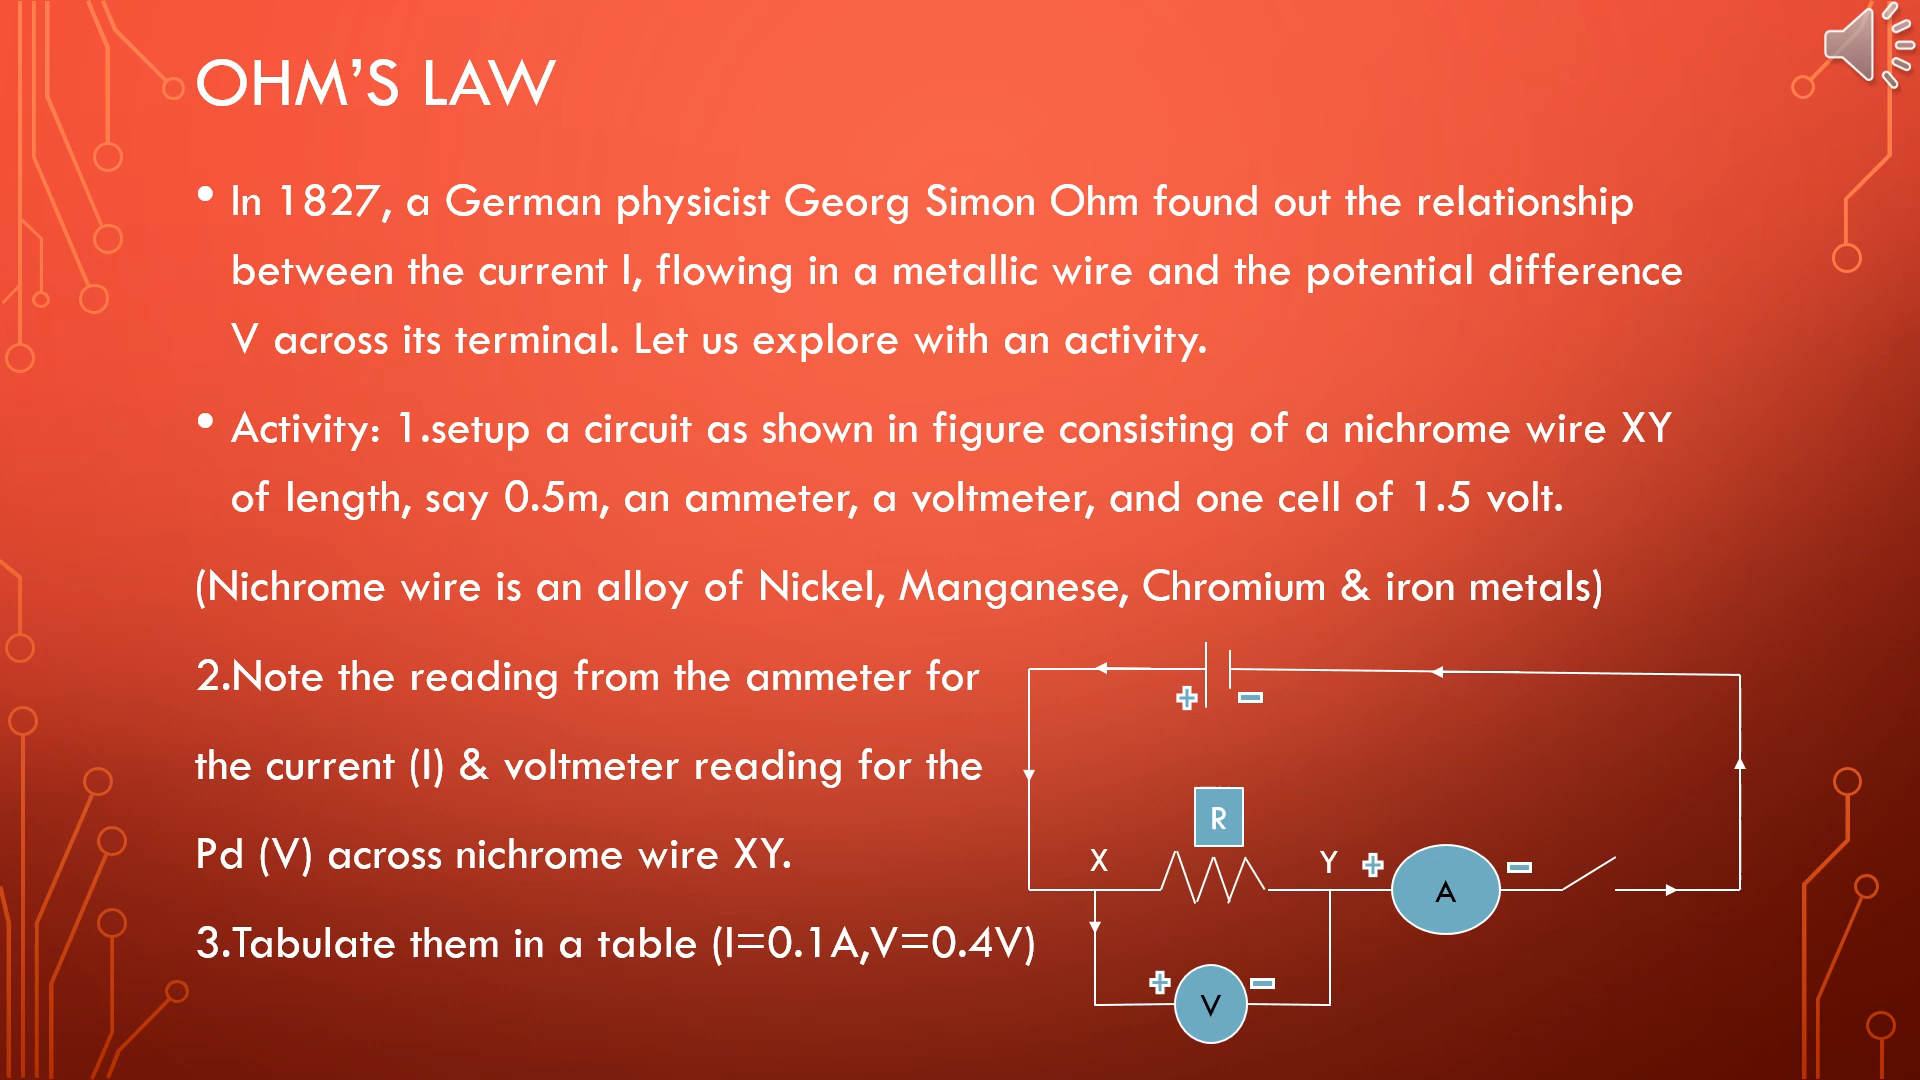 OHM'S LAW
• In 1827, a German physicist Georg Simon Ohm found out the relationship
between the current I, flowing in a metallic wire and the potential difference
V across its terminal. Let us explore with an activity.
• Activity: 1.setup a circuit as shown in figure consisting of a nichrome wire XY
of length, say 0.5m, an ammeter, a voltmeter, and one cell of 1.5 volt.
(Nichrome wire is an alloy of Nickel, Manganese, Chromium & iron metals)
2.Note the reading from the ammeter for
the current (I) & voltmeter reading for the
Pd (V) across nichrome wire XY.
3.Tabulate them in a table (I=0.1A,V=0.4V)
+ −
R
X Y + A −
+ V −